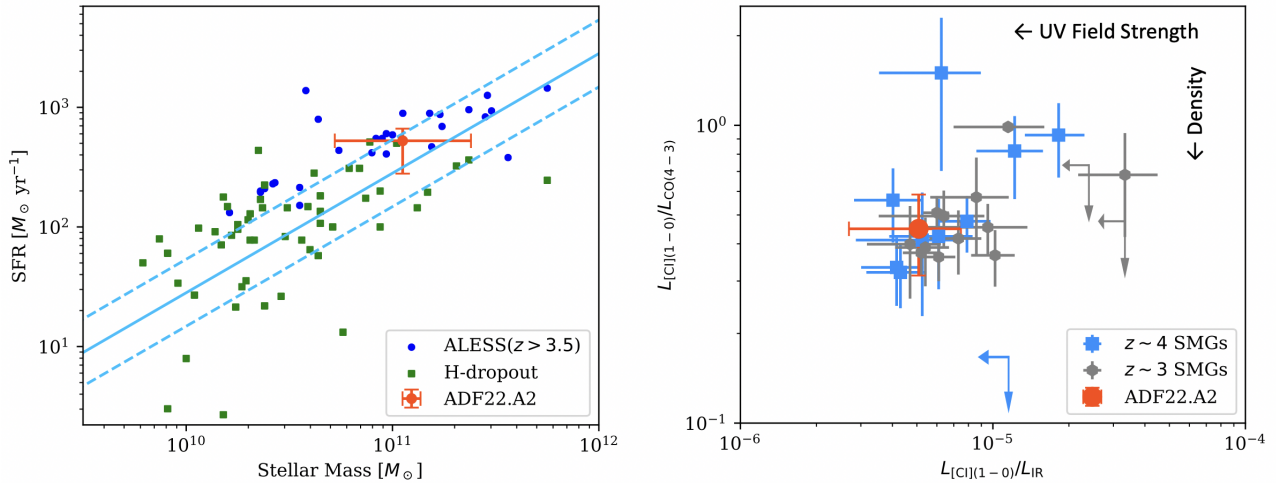 SFR [M⊙ yr⁻¹]
10³
10²
10¹
10¹⁰
10¹¹
10¹²
Stellar Mass [M⊙]
ALESS(z > 3.5)
H-dropout
ADF22.A2
L[CI](1−0)/LCO(4−3)
10⁰
10⁻¹
10⁻⁶
10⁻⁵
10⁻⁴
L[CI](1−0)/LIR
← UV Field Strength
← Density
z ~ 4 SMGs
z ~ 3 SMGs
ADF22.A2